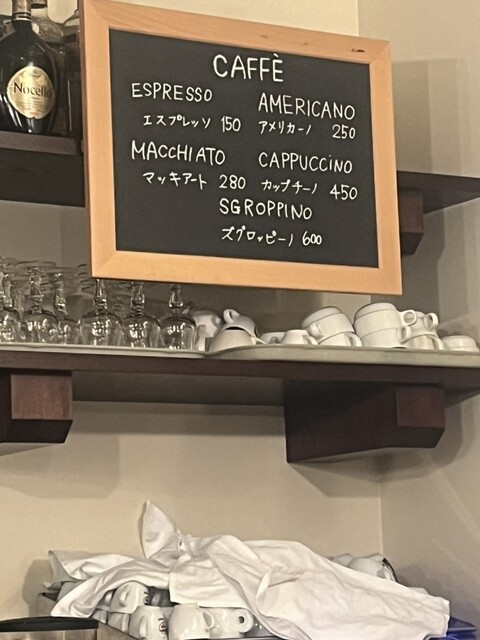 Nocello
CAFFÈ
ESPRESSO
エスプレッソ 150
AMERICANO
アメリカーノ 250
MACCHIATO
マッキアート 280
CAPPUCCINO
カップチーノ 450
SGROPPINO
ズグロッピーノ 600